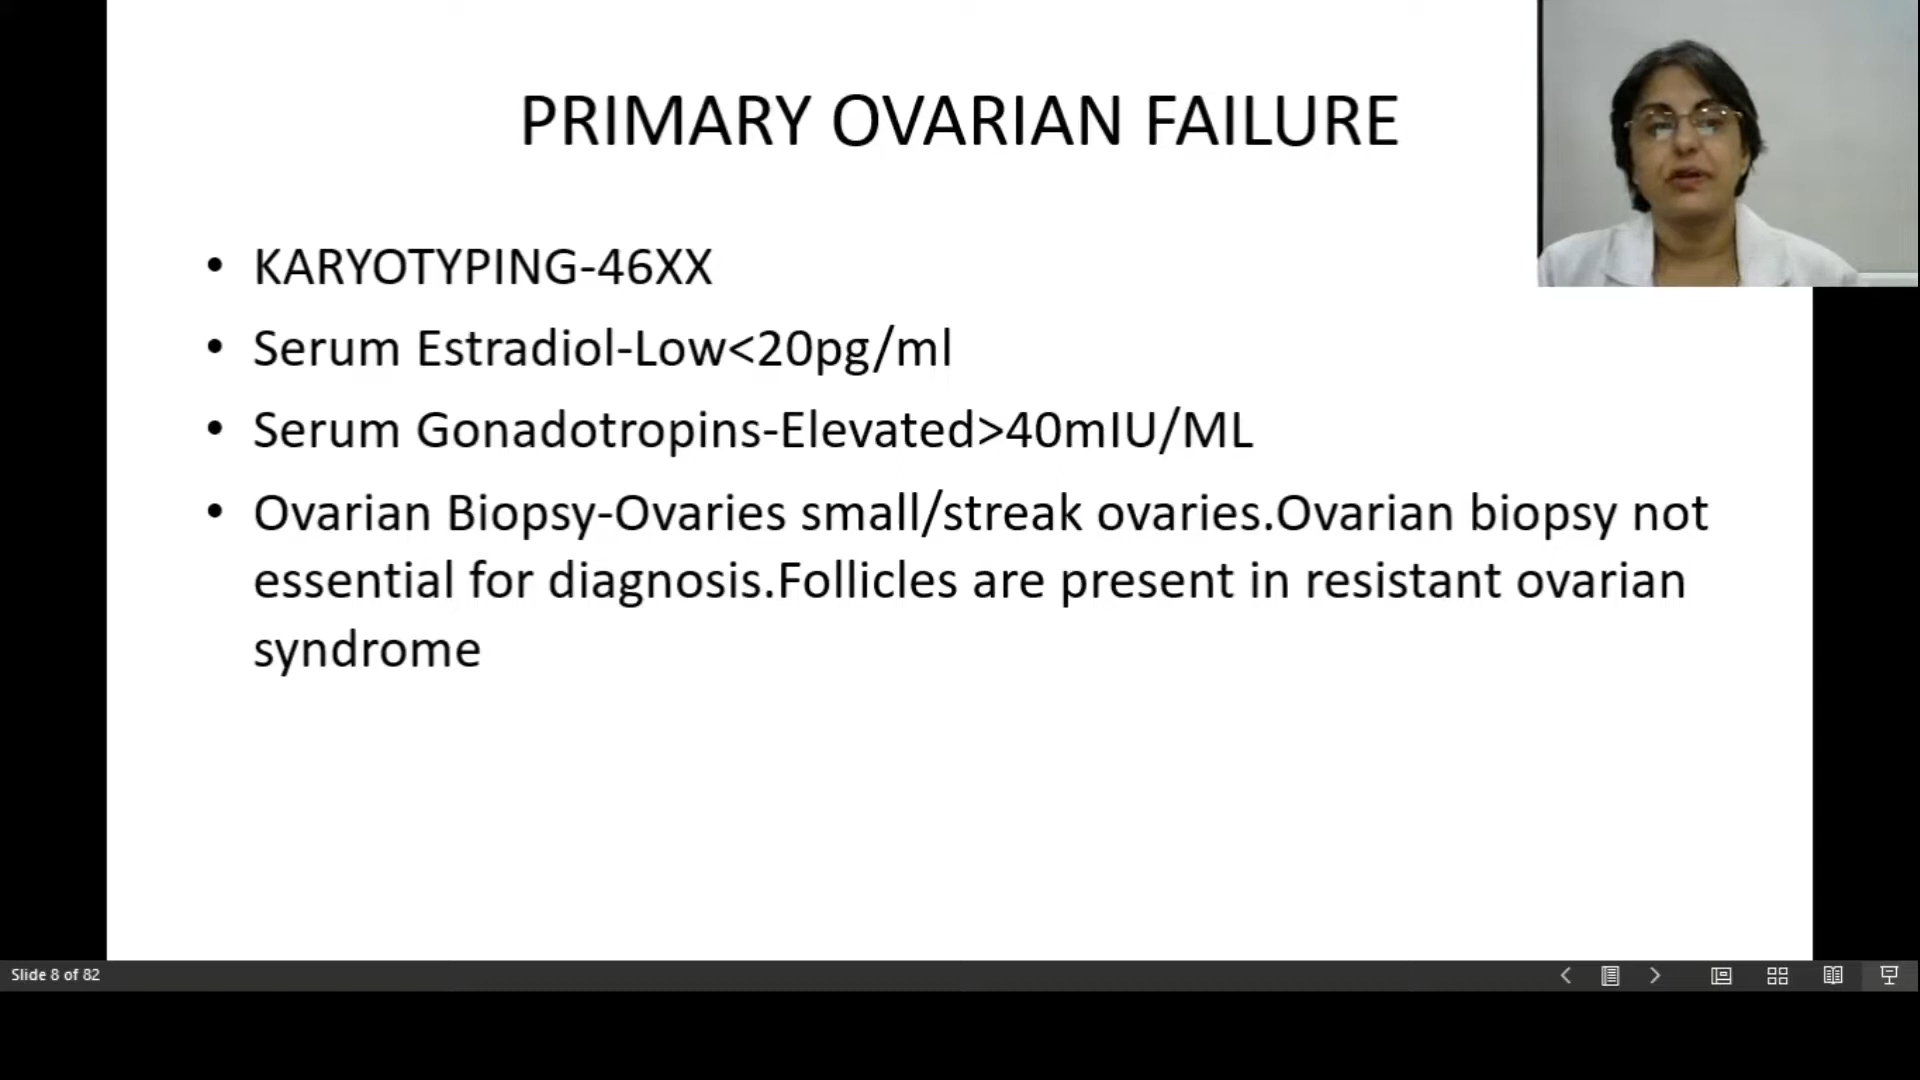 PRIMARY OVARIAN FAILURE
• KARYOTYPING-46XX
• Serum Estradiol-Low<20pg/ml
• Serum Gonadotropins-Elevated>40mIU/ML
• Ovarian Biopsy-Ovaries small/streak ovaries.Ovarian biopsy not
essential for diagnosis.Follicles are present in resistant ovarian
syndrome
Slide 8 of 82